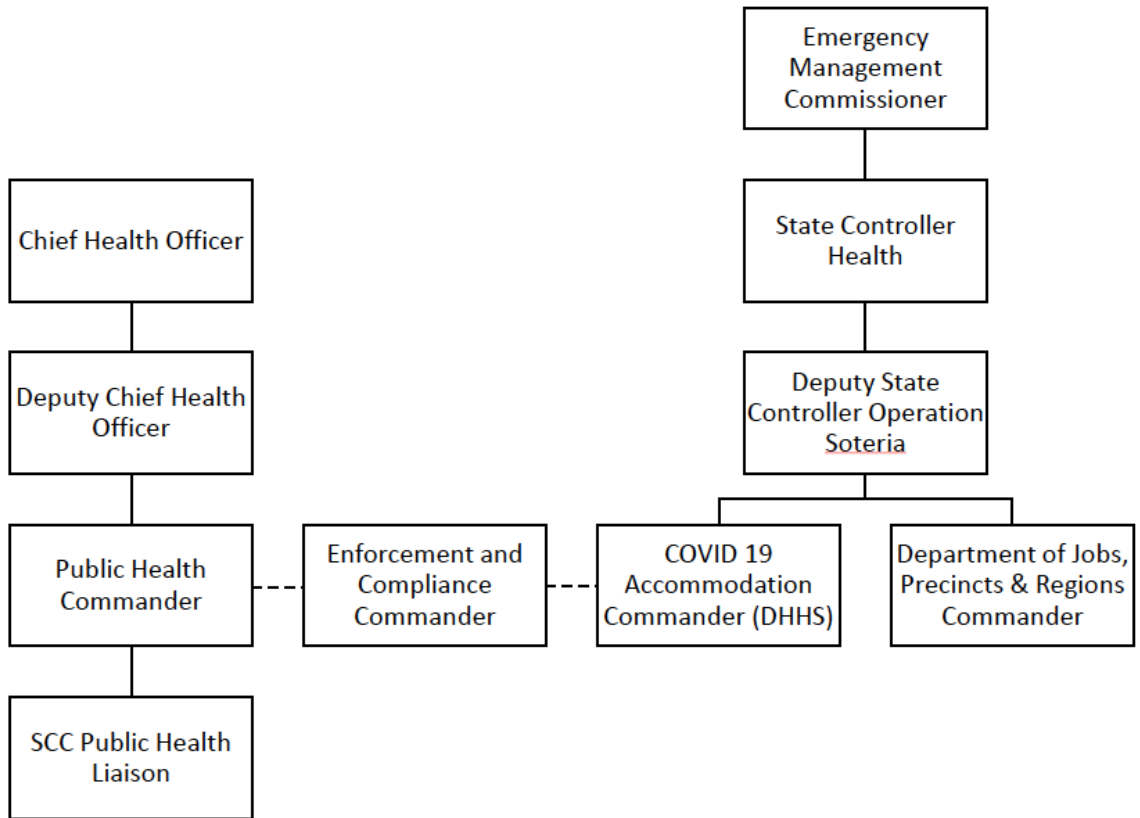 Emergency
Management
Commissioner
Chief Health Officer
State Controller
Health
Deputy Chief Health
Officer
Deputy State
Controller Operation
Soteria
Public Health
Commander
Enforcement and
Compliance
Commander
COVID 19
Accommodation
Commander (DHHS)
Department of Jobs,
Precincts & Regions
Commander
SCC Public Health
Liaison